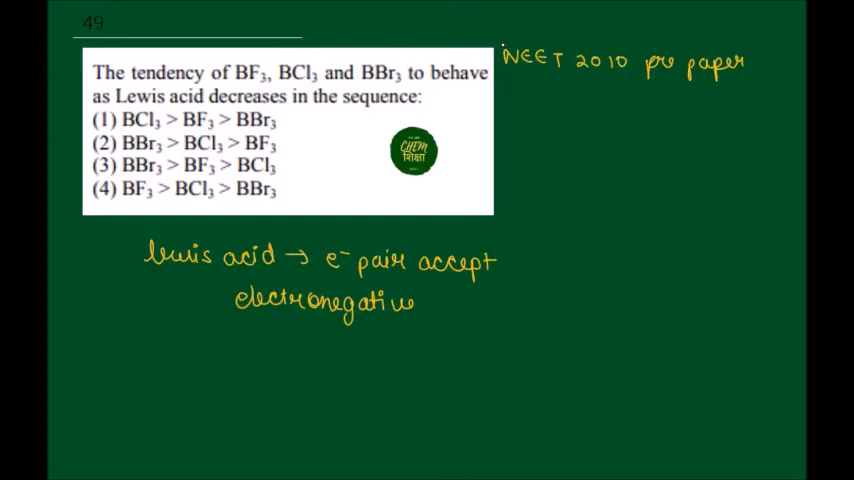 49
NEET 2010 pre paper
The tendency of BF₃, BCl₃ and BBr₃ to behave
as Lewis acid decreases in the sequence:
(1) BCl₃ > BF₃ > BBr₃
(2) BBr₃ > BCl₃ > BF₃
(3) BBr₃ > BF₃ > BCl₃
(4) BF₃ > BCl₃ > BBr₃
CHEM
शिक्षा
lewis acid → e⁻ pair accept
electronegative